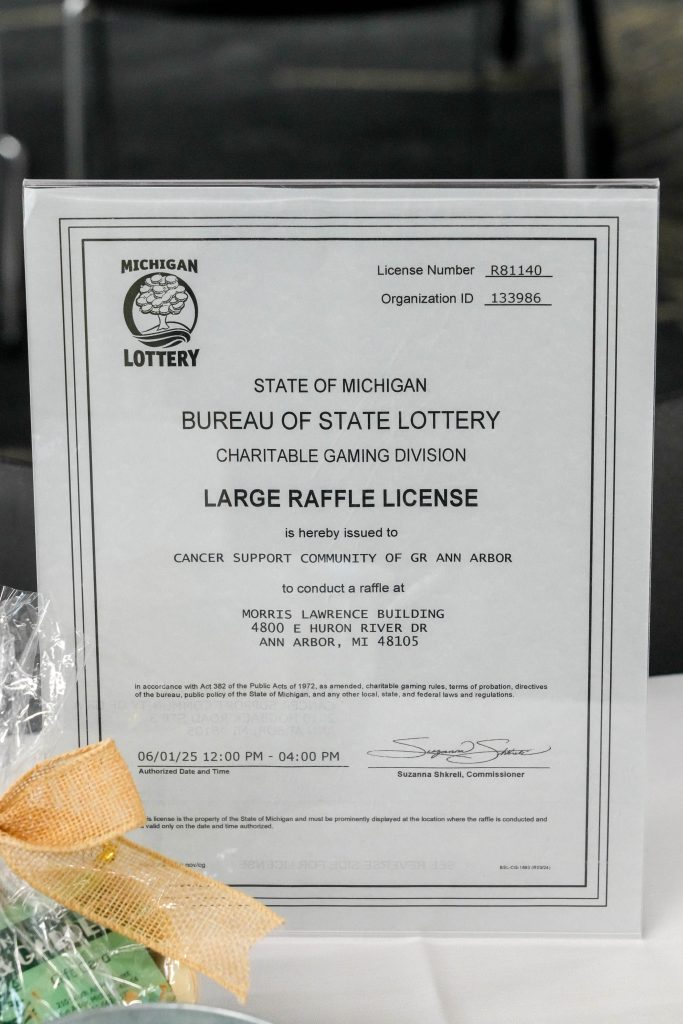 MICHIGAN
LOTTERY
License Number R81140
Organization ID 133986
STATE OF MICHIGAN
BUREAU OF STATE LOTTERY
CHARITABLE GAMING DIVISION
LARGE RAFFLE LICENSE
is hereby issued to
CANCER SUPPORT COMMUNITY OF GR ANN ARBOR
to conduct a raffle at
MORRIS LAWRENCE BUILDING
4800 E HURON RIVER DR
ANN ARBOR, MI 48105
In accordance with Act 382 of the Public Acts of 1972, as amended, charitable gaming rules, terms of probation, directives
of the bureau, public policy of the State of Michigan, and any other local, state, and federal laws and regulations.
06/01/25 12:00 PM - 04:00 PM
Authorized Date and Time
Suzanna Shkreli, Commissioner
license is the property of the State of Michigan and must be prominently displayed at the location where the raffle is conducted and
valid only on the date and time authorized.
SEE REVERSE SIDE FOR LICENSE